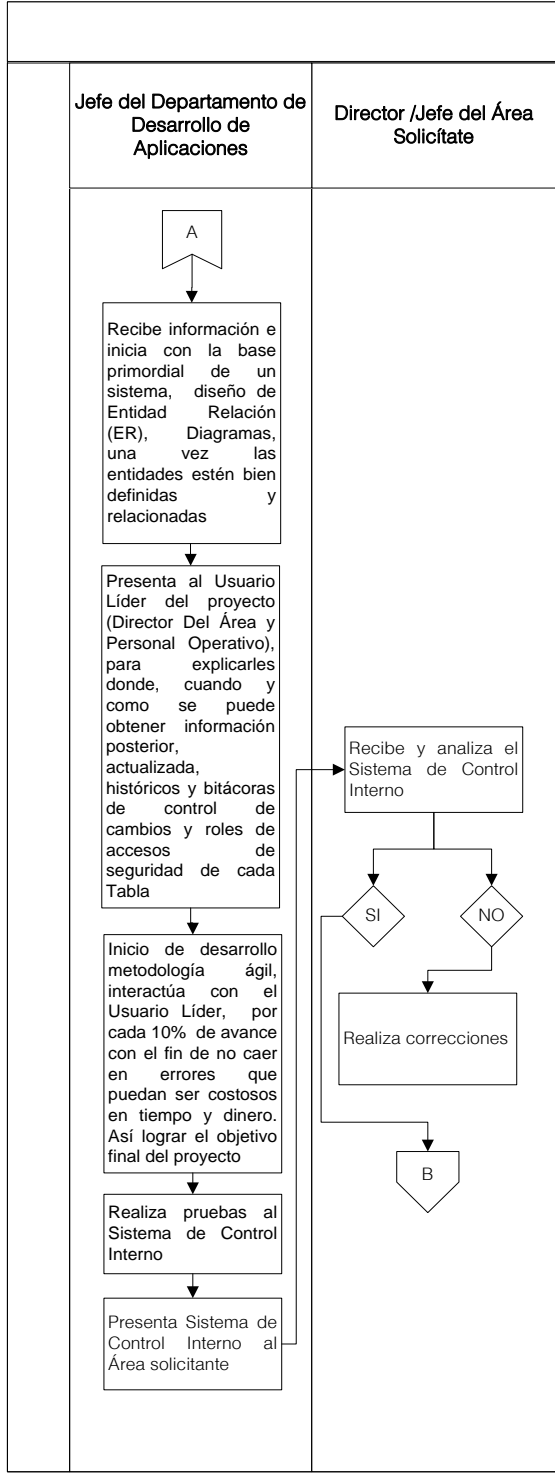 Jefe del Departamento de
Desarrollo de
Aplicaciones
Director /Jefe del Área
Solicítate
A
Recibe información e
inicia con la base
primordial de un
sistema, diseño de
Entidad Relación
(ER), Diagramas,
una vez las
entidades estén bien
definidas y
relacionadas
Presenta al Usuario
Líder del proyecto
(Director Del Área y
Personal Operativo),
para explicarles
donde, cuando y
como se puede
obtener información
posterior,
actualizada,
históricos y bitácoras
de control de
cambios y roles de
accesos de
seguridad de cada
Tabla
Inicio de desarrollo
metodología ágil,
interactúa con el
Usuario Líder, por
cada 10% de avance
con el fin de no caer
en errores que
puedan ser costosos
en tiempo y dinero.
Así lograr el objetivo
final del proyecto
Realiza pruebas al
Sistema de Control
Interno
Presenta Sistema de
Control Interno al
Área solicitante
Recibe y analiza el
Sistema de Control
Interno
SI
NO
Realiza correcciones
B